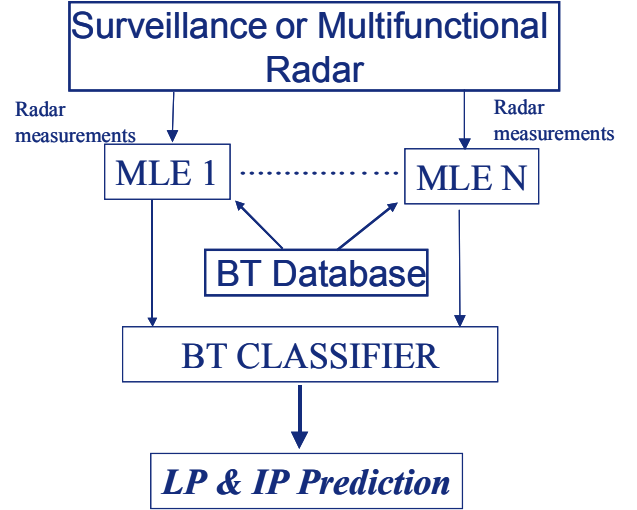 Surveillance or Multifunctional
Radar
Radar
measurements
Radar
measurements
MLE 1
MLE N
BT Database
BT CLASSIFIER
LP & IP Prediction